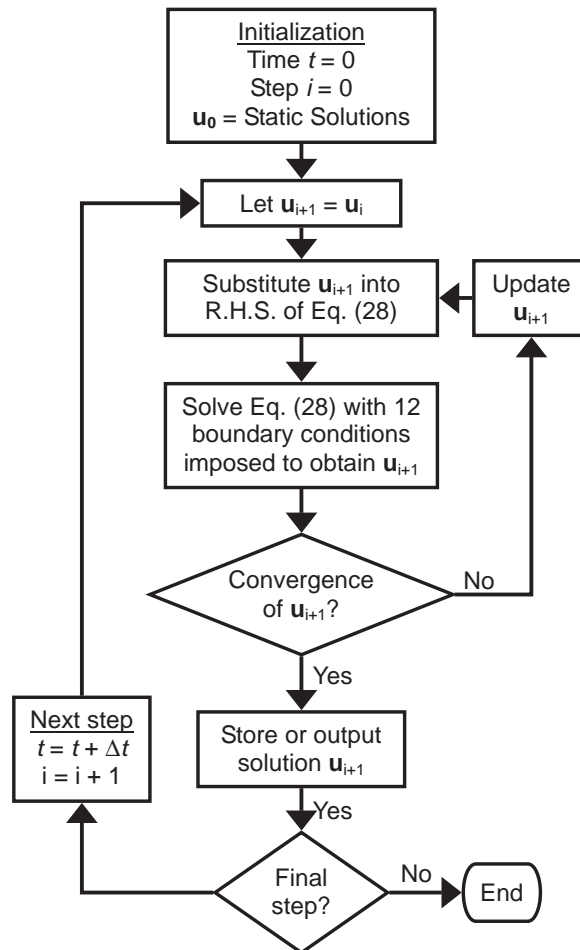 Initialization
Time t = 0
Step i = 0
u0 = Static Solutions
Let ui+1 = ui
Substitute ui+1 into
R.H.S. of Eq. (28)
Update
ui+1
Solve Eq. (28) with 12
boundary conditions
imposed to obtain ui+1
Convergence
of ui+1?
No
Yes
Next step
t = t + Δt
i = i + 1
Store or output
solution ui+1
Yes
Final
step?
No
End